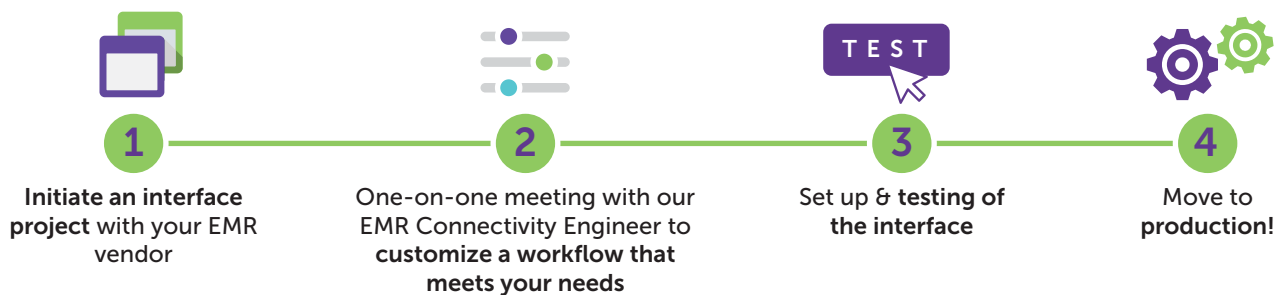 TEST
1
2
3
4
Initiate an interface
project with your EMR
vendor
One-on-one meeting with our
EMR Connectivity Engineer to
customize a workflow that
meets your needs
Set up & testing of
the interface
Move to
production!